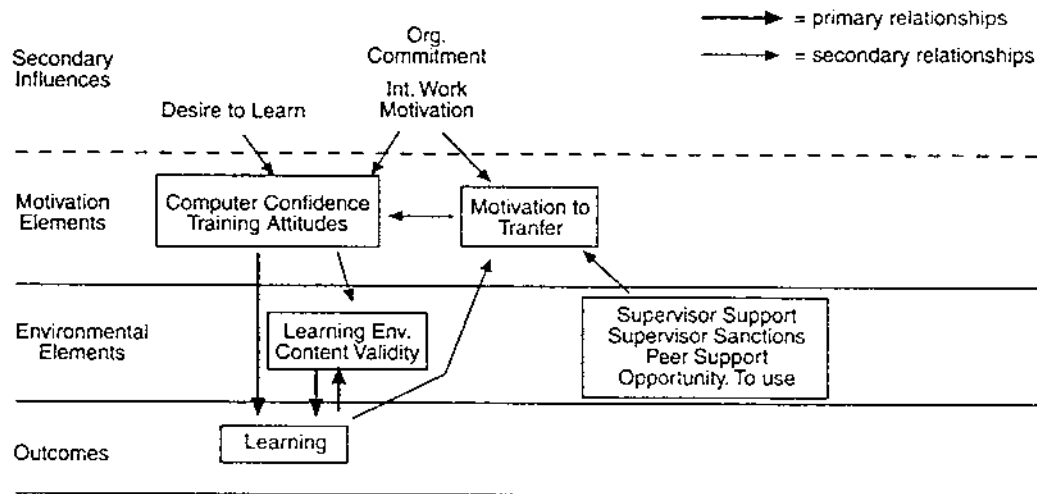 = primary relationships
= secondary relationships
Secondary
Influences
Org.
Commitment
Int. Work
Motivation
Desire to Learn
Motivation
Elements
Computer Confidence
Training Attitudes
Motivation to
Tranfer
Environmental
Elements
Learning Env.
Content Validity
Supervisor Support
Supervisor Sanctions
Peer Support
Opportunity. To use
Outcomes
Learning